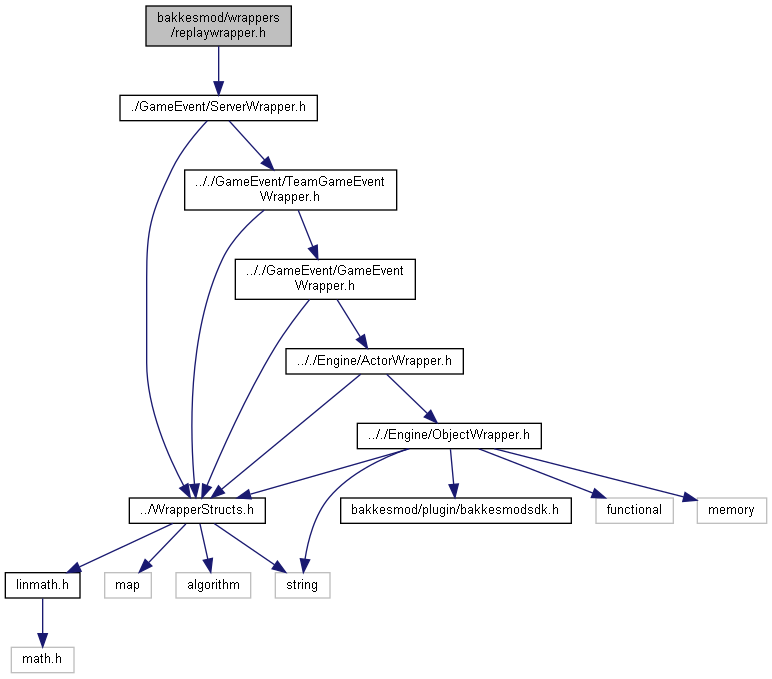 bakkesmod/wrappers
/replaywrapper.h
./GameEvent/ServerWrapper.h
.././GameEvent/TeamGameEvent
Wrapper.h
.././GameEvent/GameEvent
Wrapper.h
.././Engine/ActorWrapper.h
.././Engine/ObjectWrapper.h
../WrapperStructs.h
bakkesmod/plugin/bakkesmodsdk.h
functional
memory
linmath.h
map
algorithm
string
math.h